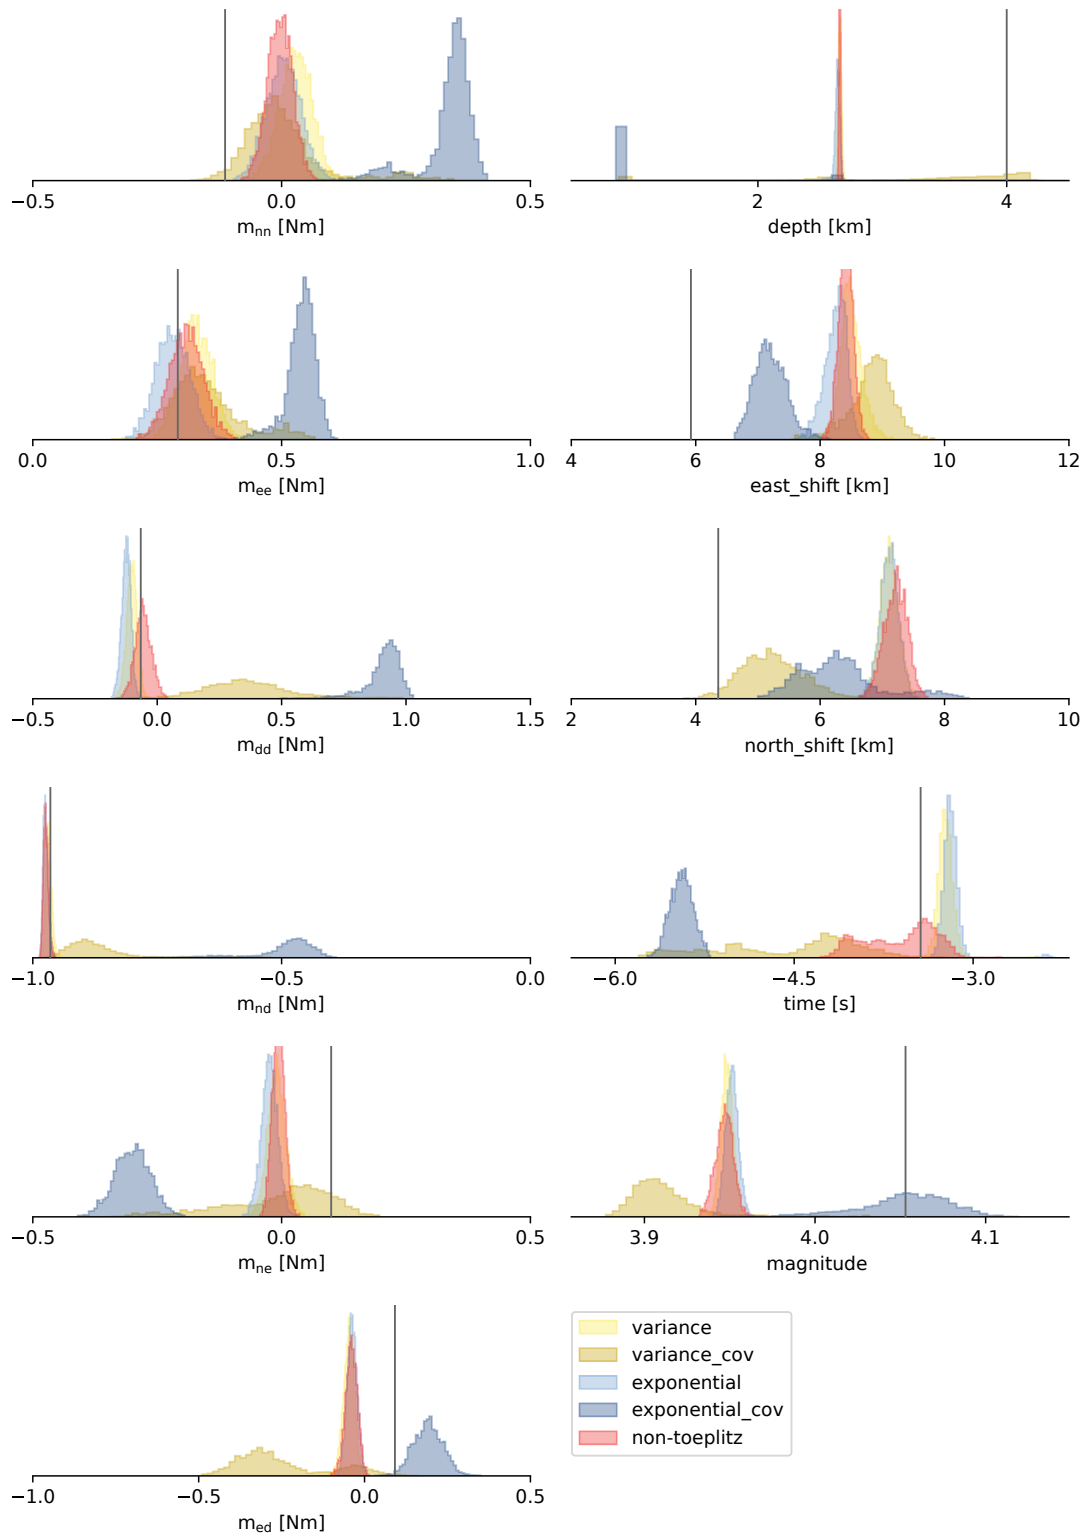 −0.5 0.0 0.5
m_nn [Nm]
2 4
depth [km]
0.0 0.5 1.0
m_ee [Nm]
4 6 8 10 12
east_shift [km]
−0.5 0.0 0.5 1.0 1.5
m_dd [Nm]
2 4 6 8 10
north_shift [km]
−1.0 −0.5 0.0
m_nd [Nm]
−6.0 −4.5 −3.0
time [s]
−0.5 0.0 0.5
m_ne [Nm]
3.9 4.0 4.1
magnitude
−1.0 −0.5 0.0 0.5
m_ed [Nm]
variance
variance_cov
exponential
exponential_cov
non-toeplitz